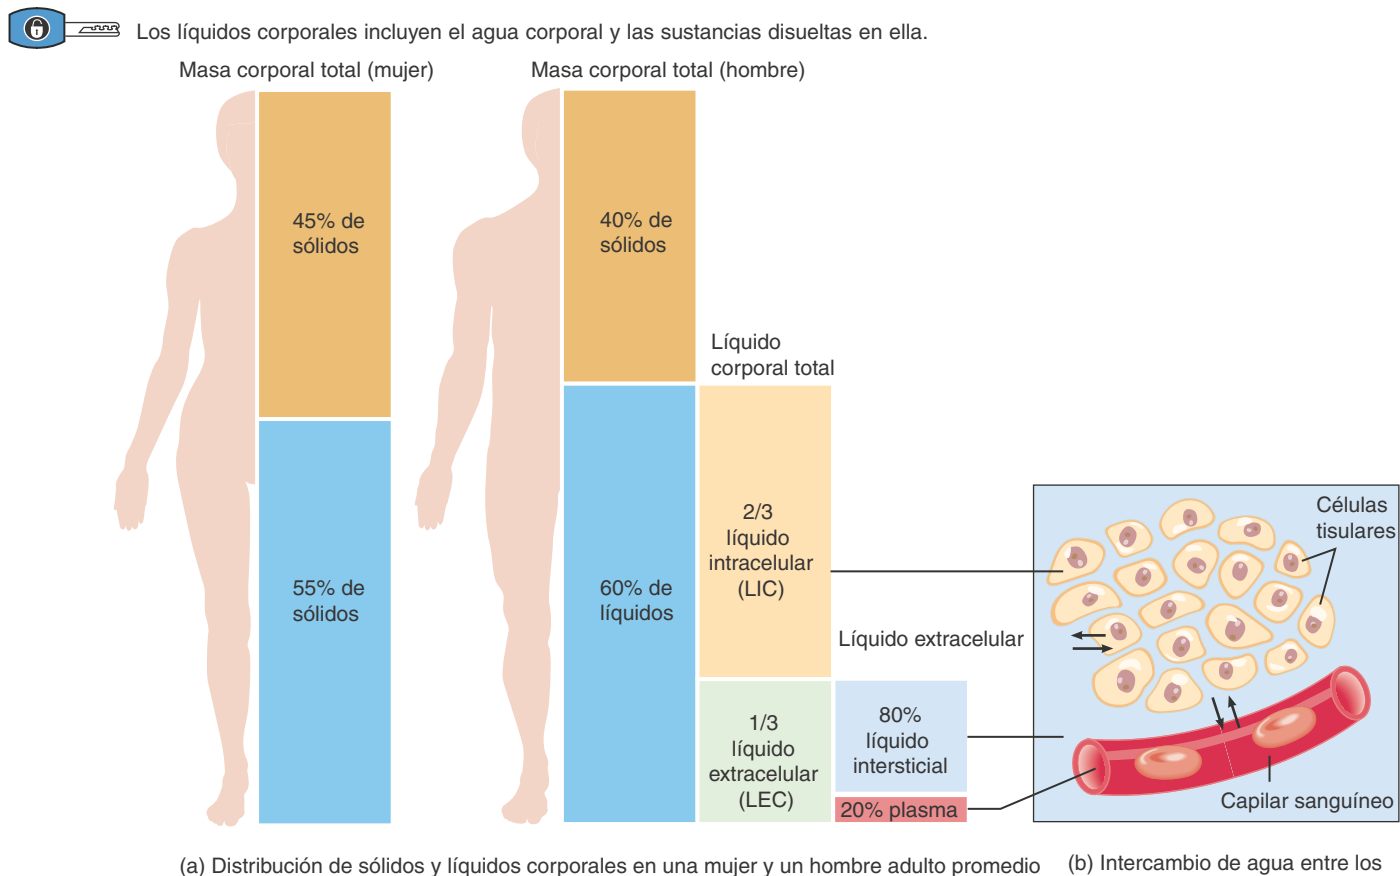 Los líquidos corporales incluyen el agua corporal y las sustancias disueltas en ella.
Masa corporal total (mujer)
Masa corporal total (hombre)
45% de
sólidos
40% de
sólidos
Líquido
corporal total
55% de
sólidos
60% de
líquidos
2/3
líquido
intracelular
(LIC)
Líquido extracelular
1/3
líquido
extracelular
(LEC)
80%
líquido
intersticial
20% plasma
Células
tisulares
Capilar sanguíneo
(a) Distribución de sólidos y líquidos corporales en una mujer y un hombre adulto promedio
(b) Intercambio de agua entre los